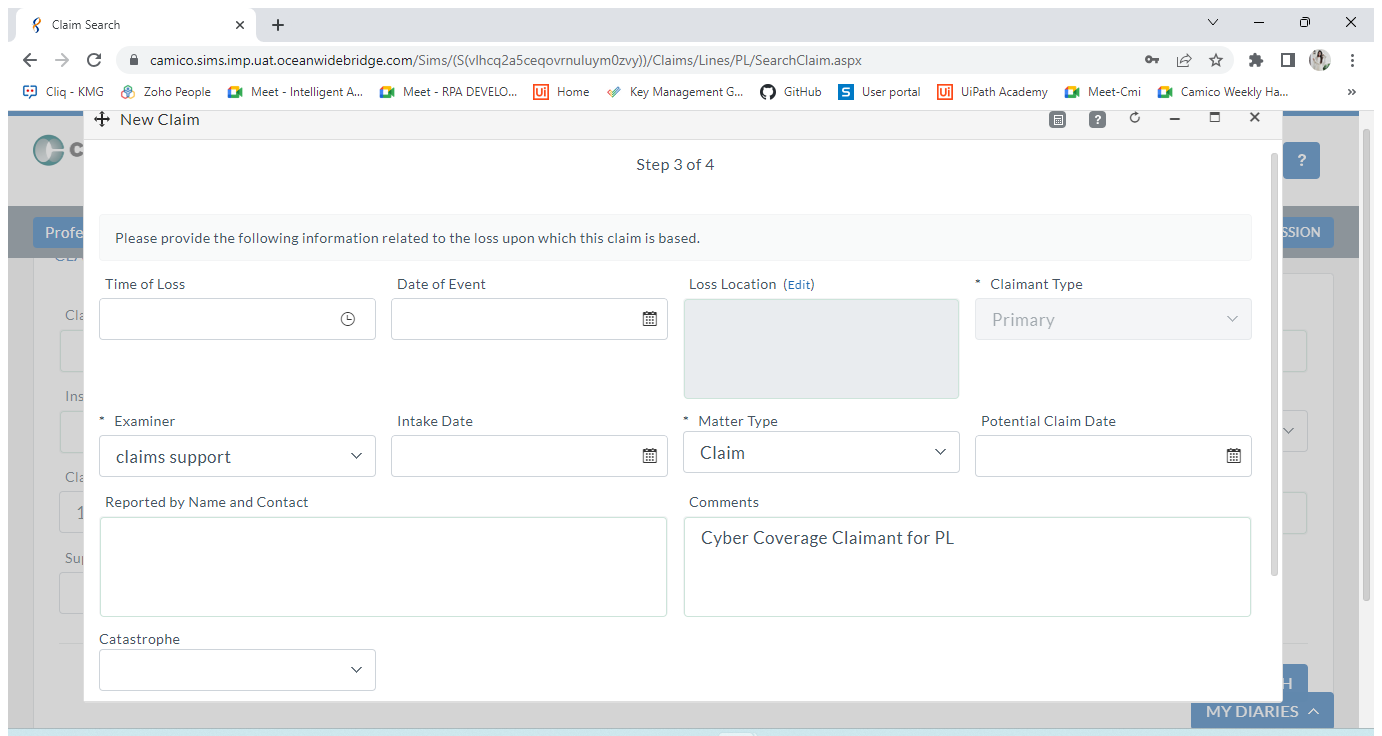 Claim Search
camico.sims.imp.uat.oceanwidebridge.com/Sims/(S(vlhcq2a5ceqovrnuluym0zvy))/Claims/Lines/PL/SearchClaim.aspx
Cliq - KMG Zoho People Meet - Intelligent A... Meet - RPA DEVELO... Home Key Management G... GitHub User portal UiPath Academy Meet-Cmi Camico Weekly Ha... »
New Claim
Step 3 of 4
Please provide the following information related to the loss upon which this claim is based.
Time of Loss Date of Event Loss Location (Edit) * Claimant Type
Primary
* Examiner Intake Date * Matter Type Potential Claim Date
claims support Claim
Reported by Name and Contact Comments
Cyber Coverage Claimant for PL
Catastrophe
Profe
SSION
Cla
Ins
Cla
1
Sup
H
MY DIARIES